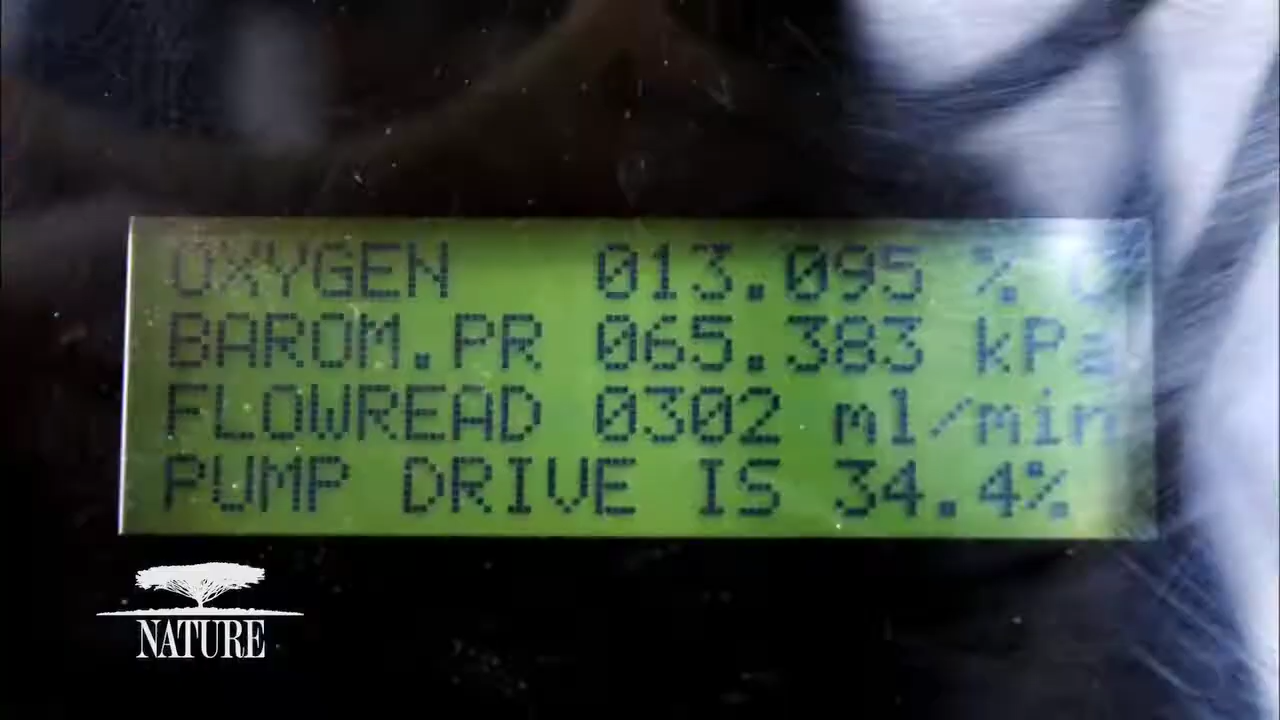 OXYGEN 013.095 %
BAROM.PR 065.383 kPa
FLOWREAD 0302 ml/min
PUMP DRIVE IS 34.4%
NATURE